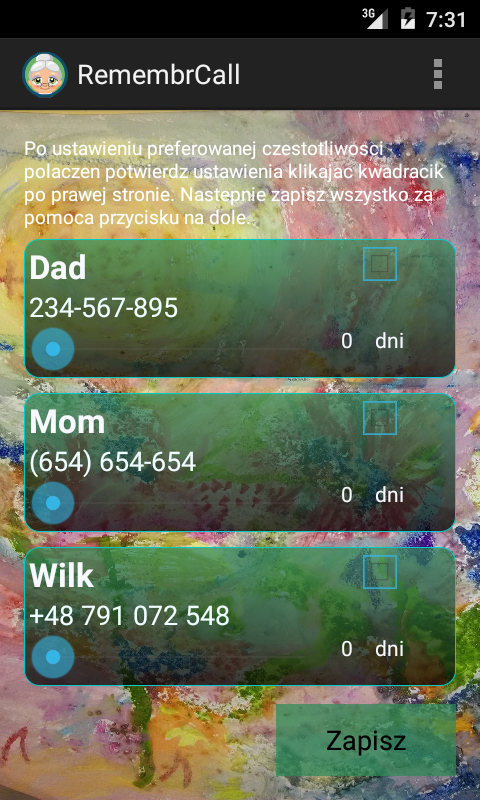 3G 7:31
RemembrCall
Po ustawieniu preferowanej czestotliwosci
polaczen potwierdz ustawienia klikajac kwadracik
po prawej stronie. Nastepnie zapisz wszystko za
pomoca przycisku na dole.
Dad
234-567-895
0 dni
Mom
(654) 654-654
0 dni
Wilk
+48 791 072 548
0 dni
Zapisz